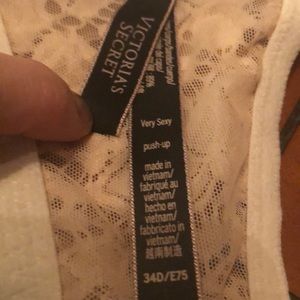 VICTORIA'S
SECRET
85%
Very Sexy
push-up
made in
vietnam/
fabriqué au
vietnam/
hecho en
vietnam/
fabbricato in
vietnam/
越南制造
34D/E75